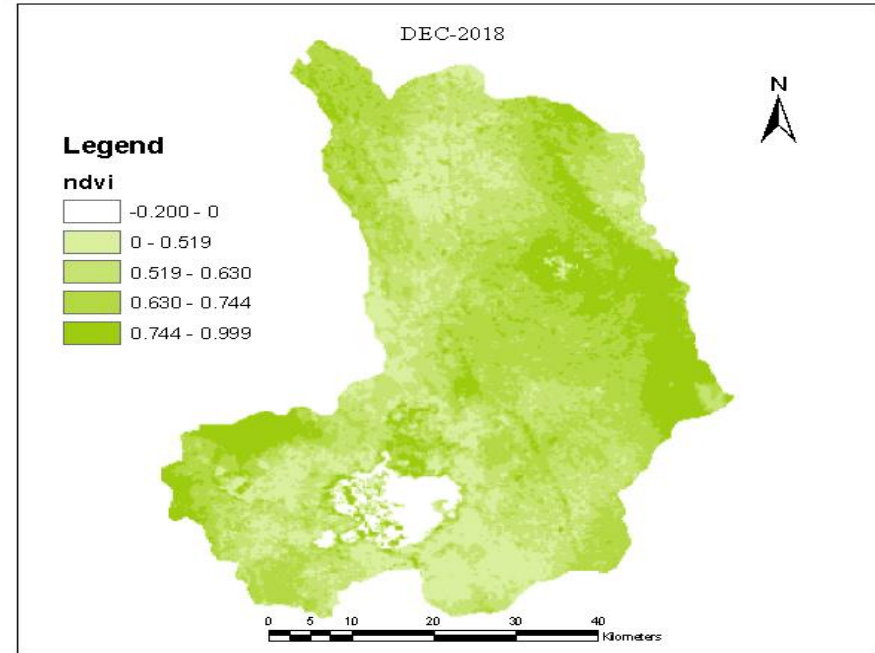 DEC-2018
N
Legend
ndvi
-0.200 - 0
0 - 0.519
0.519 - 0.630
0.630 - 0.744
0.744 - 0.999
0 5 10 20 30 40
Kilometers